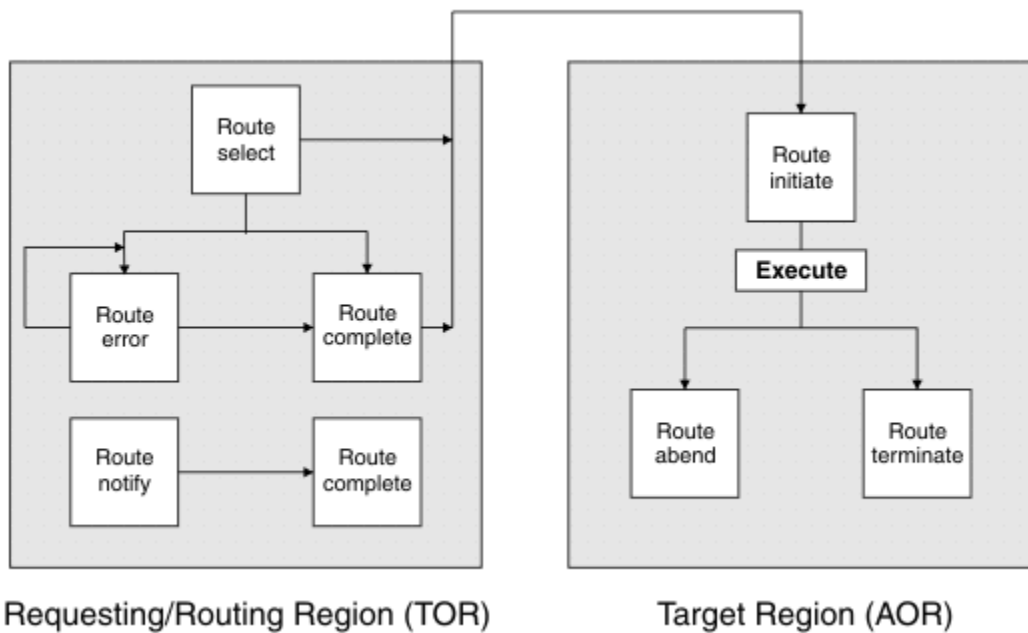 Route
select
Route
error
Route
complete
Route
notify
Route
complete
Requesting/Routing Region (TOR)
Route
initiate
Execute
Route
abend
Route
terminate
Target Region (AOR)